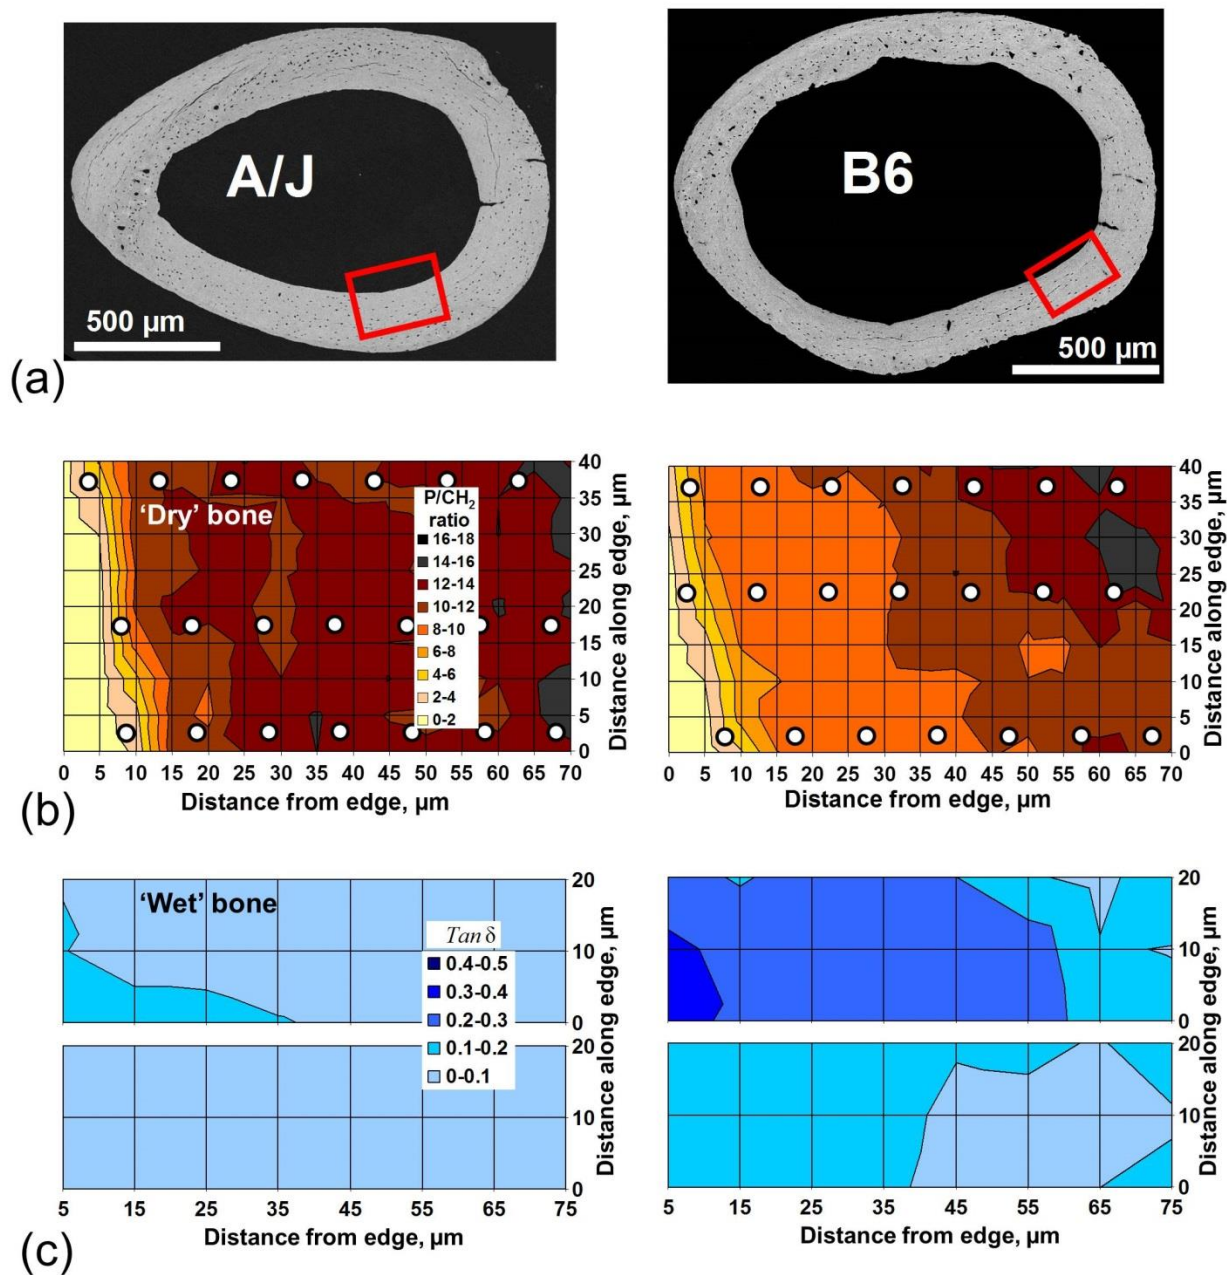 A/J
500 µm
B6
500 µm
(a)
'Dry' bone
P/CH2
ratio
16-18
14-16
12-14
10-12
8-10
6-8
4-6
2-4
0-2
40
35
30
25
20
15
10
5
0
Distance along edge, µm
0 5 10 15 20 25 30 35 40 45 50 55 60 65 70
Distance from edge, µm
40
35
30
25
20
15
10
5
0
Distance along edge, µm
0 5 10 15 20 25 30 35 40 45 50 55 60 65 70
Distance from edge, µm
(b)
'Wet' bone
Tan δ
0.4-0.5
0.3-0.4
0.2-0.3
0.1-0.2
0-0.1
20
10
0
20
10
0
Distance along edge, µm
5 15 25 35 45 55 65 75
Distance from edge, µm
20
10
0
20
10
0
Distance along edge, µm
5 15 25 35 45 55 65 75
Distance from edge, µm
(c)